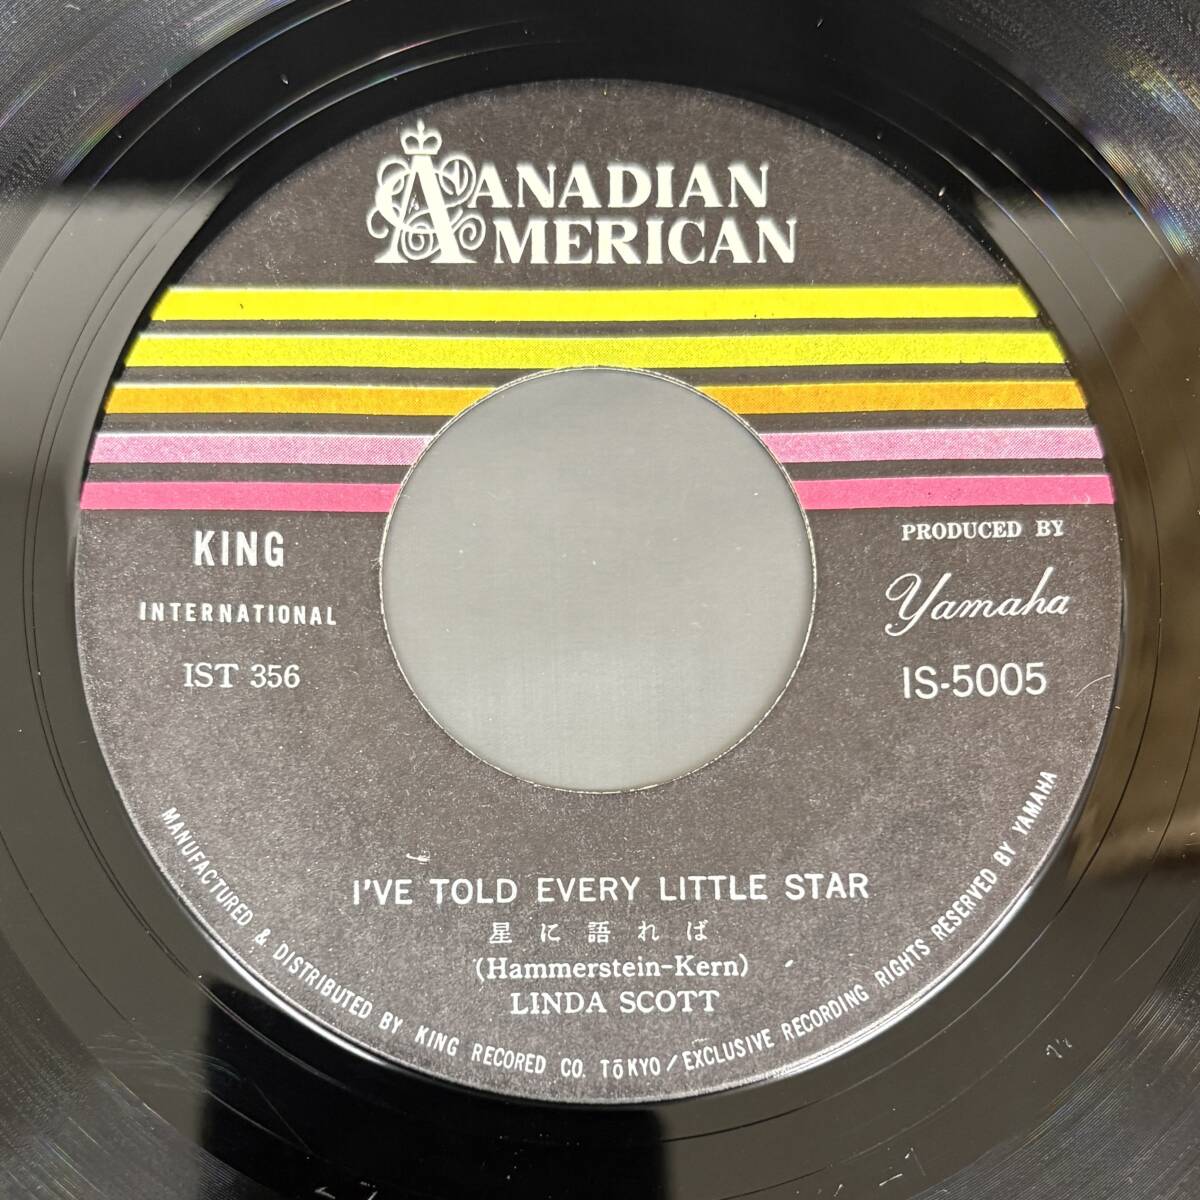 CANADIAN
AMERICAN
KING
INTERNATIONAL
IST 356
PRODUCED BY
Yamaha
IS-5005
I'VE TOLD EVERY LITTLE STAR
星に語れば
(Hammerstein-Kern)
LINDA SCOTT
MANUFACTURED & DISTRIBUTED BY KING RECORED CO. TōKYO/EXCLUSIVE RECORDING RIGHTS RESERVED BY YAMAHA